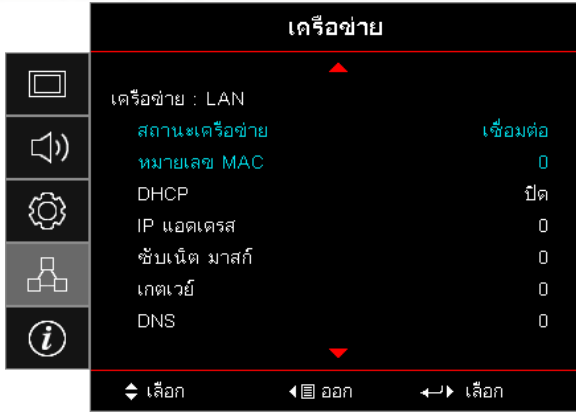 เครือข่าย
เครือข่าย : LAN
สถานะเครือข่าย เชื่อมต่อ
หมายเลข MAC 0
DHCP ปิด
IP แอดเดรส 0
ซับเน็ต มาสก์ 0
เกตเวย์ 0
DNS 0
เลือก ออก เลือก